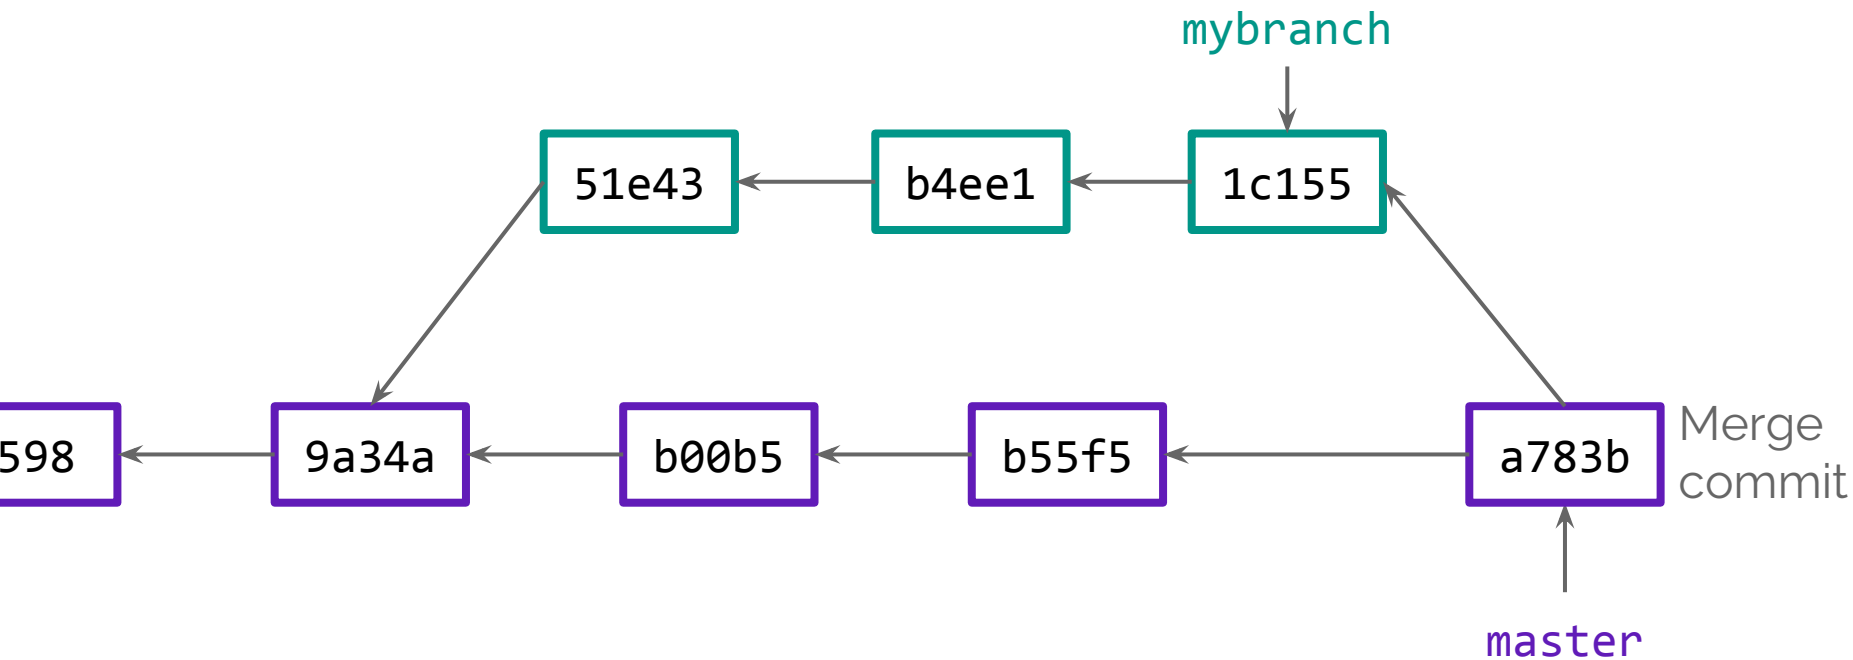 mybranch
51e43 b4ee1 1c155
598 9a34a b00b5 b55f5 a783b
Merge
commit
master